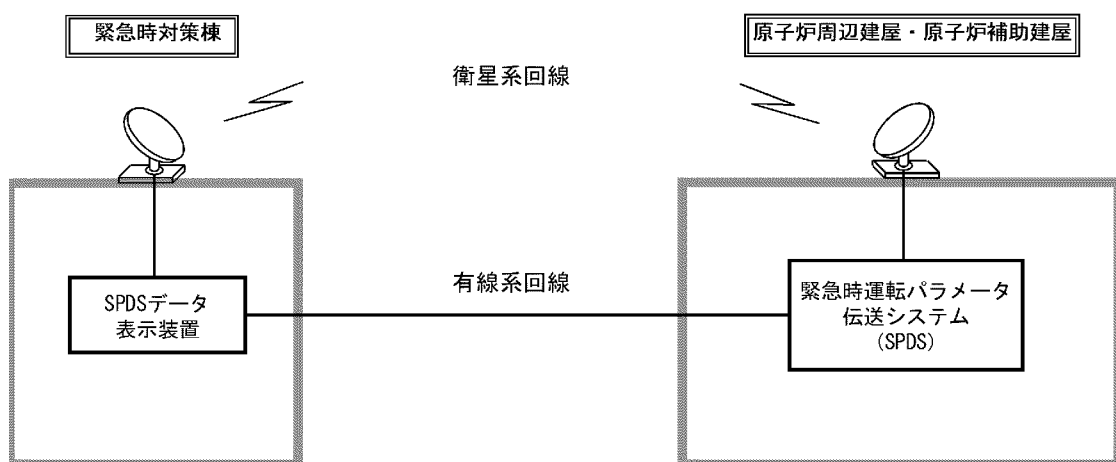 緊急時対策棟
原子炉周辺建屋・原子炉補助建屋
衛星系回線
有線系回線
SPDSデータ
表示装置
緊急時運転パラメータ
伝送システム
(SPDS)